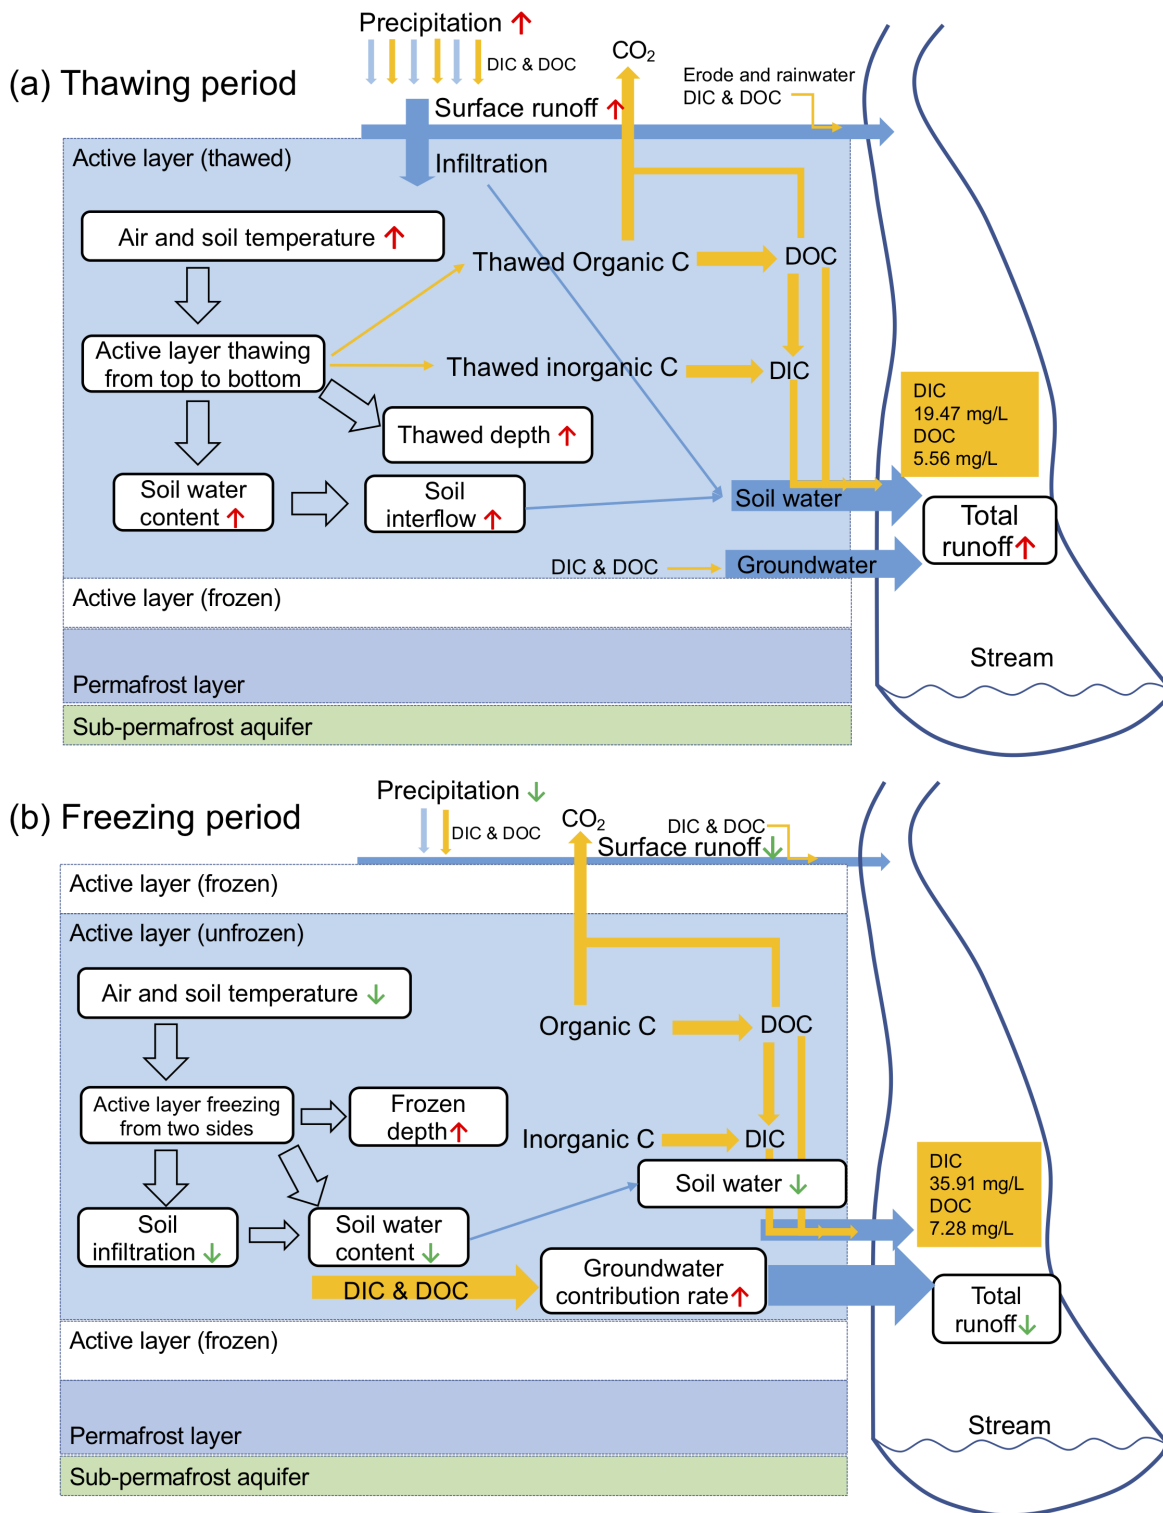 Precipitation ↑
DIC & DOC
CO₂
(a) Thawing period
Erode and rainwater
DIC & DOC
Surface runoff ↑
Active layer (thawed)
Infiltration
Air and soil temperature ↑
Thawed Organic C
DOC
Active layer thawing
from top to bottom
Thawed inorganic C
DIC
DIC
19.47 mg/L
DOC
5.56 mg/L
Thawed depth ↑
Soil water
content ↑
Soil
interflow ↑
Soil water
Total
runoff↑
DIC & DOC
Groundwater
Active layer (frozen)
Stream
Permafrost layer
Sub-permafrost aquifer
Precipitation ↓
(b) Freezing period
DIC & DOC
CO₂
DIC & DOC
Surface runoff↓
Active layer (frozen)
Active layer (unfrozen)
Air and soil temperature ↓
Organic C
DOC
Active layer freezing
from two sides
Frozen
depth↑
Inorganic C
DIC
DIC
35.91 mg/L
DOC
7.28 mg/L
Soil water ↓
Soil
infiltration ↓
Soil water
content ↓
DIC & DOC
Groundwater
contribution rate↑
Total
runoff↓
Active layer (frozen)
Stream
Permafrost layer
Sub-permafrost aquifer